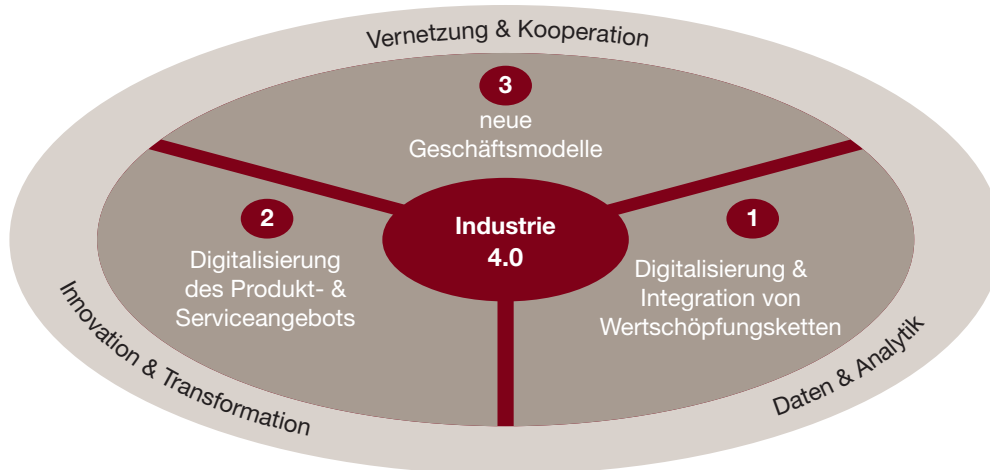 Vernetzung & Kooperation
3
neue
Geschäftsmodelle
2
Digitalisierung
des Produkt- &
Serviceangebots
Industrie
4.0
1
Digitalisierung &
Integration von
Wertschöpfungsketten
Innovation & Transformation
Daten & Analytik